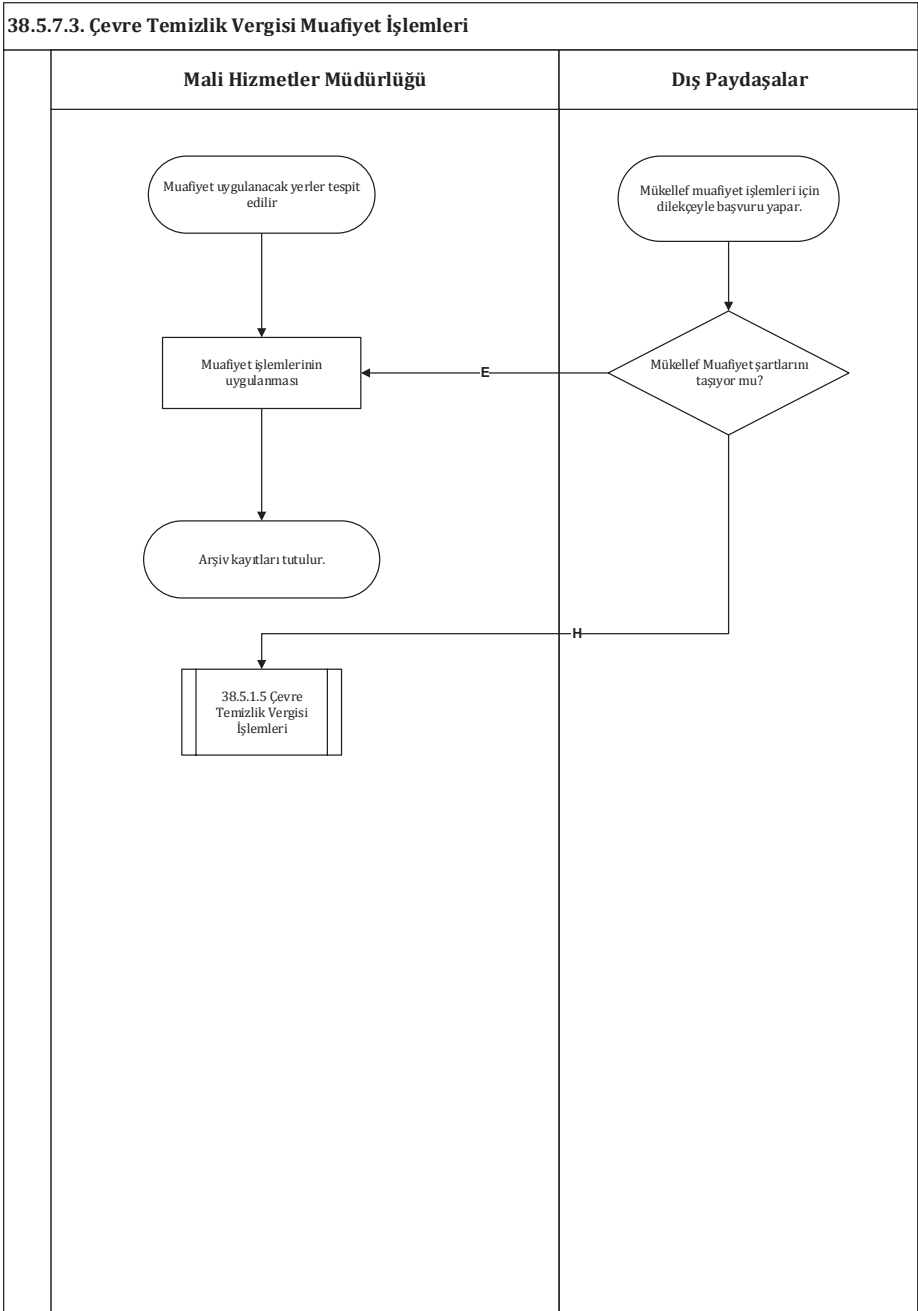 38.5.7.3. Çevre Temizlik Vergisi Muafiyet İşlemleri
Mali Hizmetler Müdürlüğü
Dış Paydaşalar
Muafiyet uygulanacak yerler tespit
edilir
Mükellef muafiyet işlemleri için
dilekçeyle başvuru yapar.
Muafiyet işlemlerinin
uygulanması
E
Mükellef Muafiyet şartlarını
taşıyor mu?
Arşiv kayıtları tutulur.
H
38.5.1.5 Çevre
Temizlik Vergisi
İşlemleri